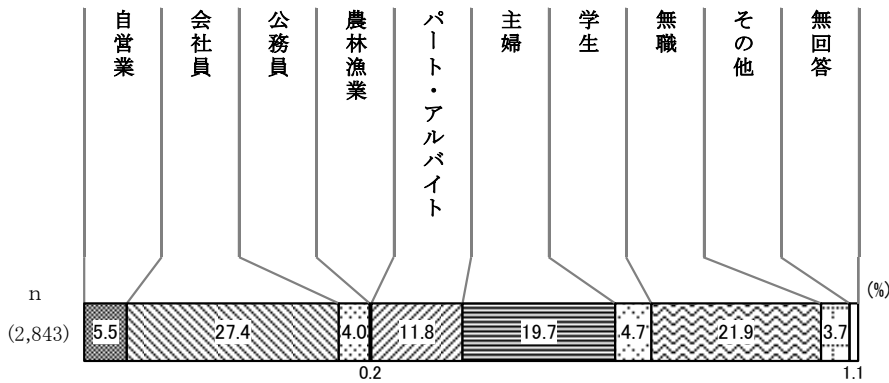 自営業
会社員
公務員
農林漁業
パート・アルバイト
主婦
学生
無職
その他
無回答
(%)
n
(2,843)
5.5
27.4
4.0
0.2
11.8
19.7
4.7
21.9
3.7
1.1